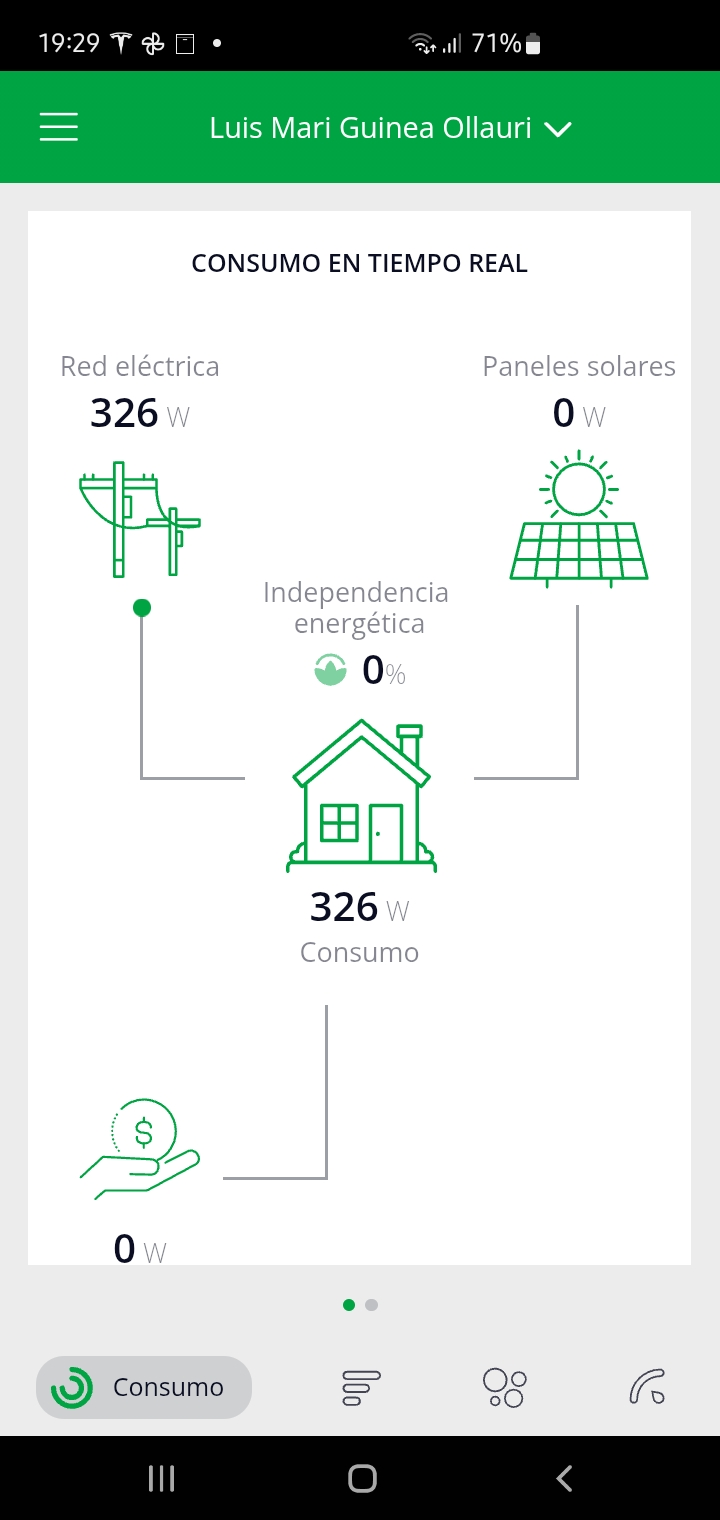 19:29 71%
Luis Mari Guinea Ollauri
CONSUMO EN TIEMPO REAL
Red eléctrica
326 W
Paneles solares
0 W
Independencia
energética
0%
326 W
Consumo
$
0 W
Consumo